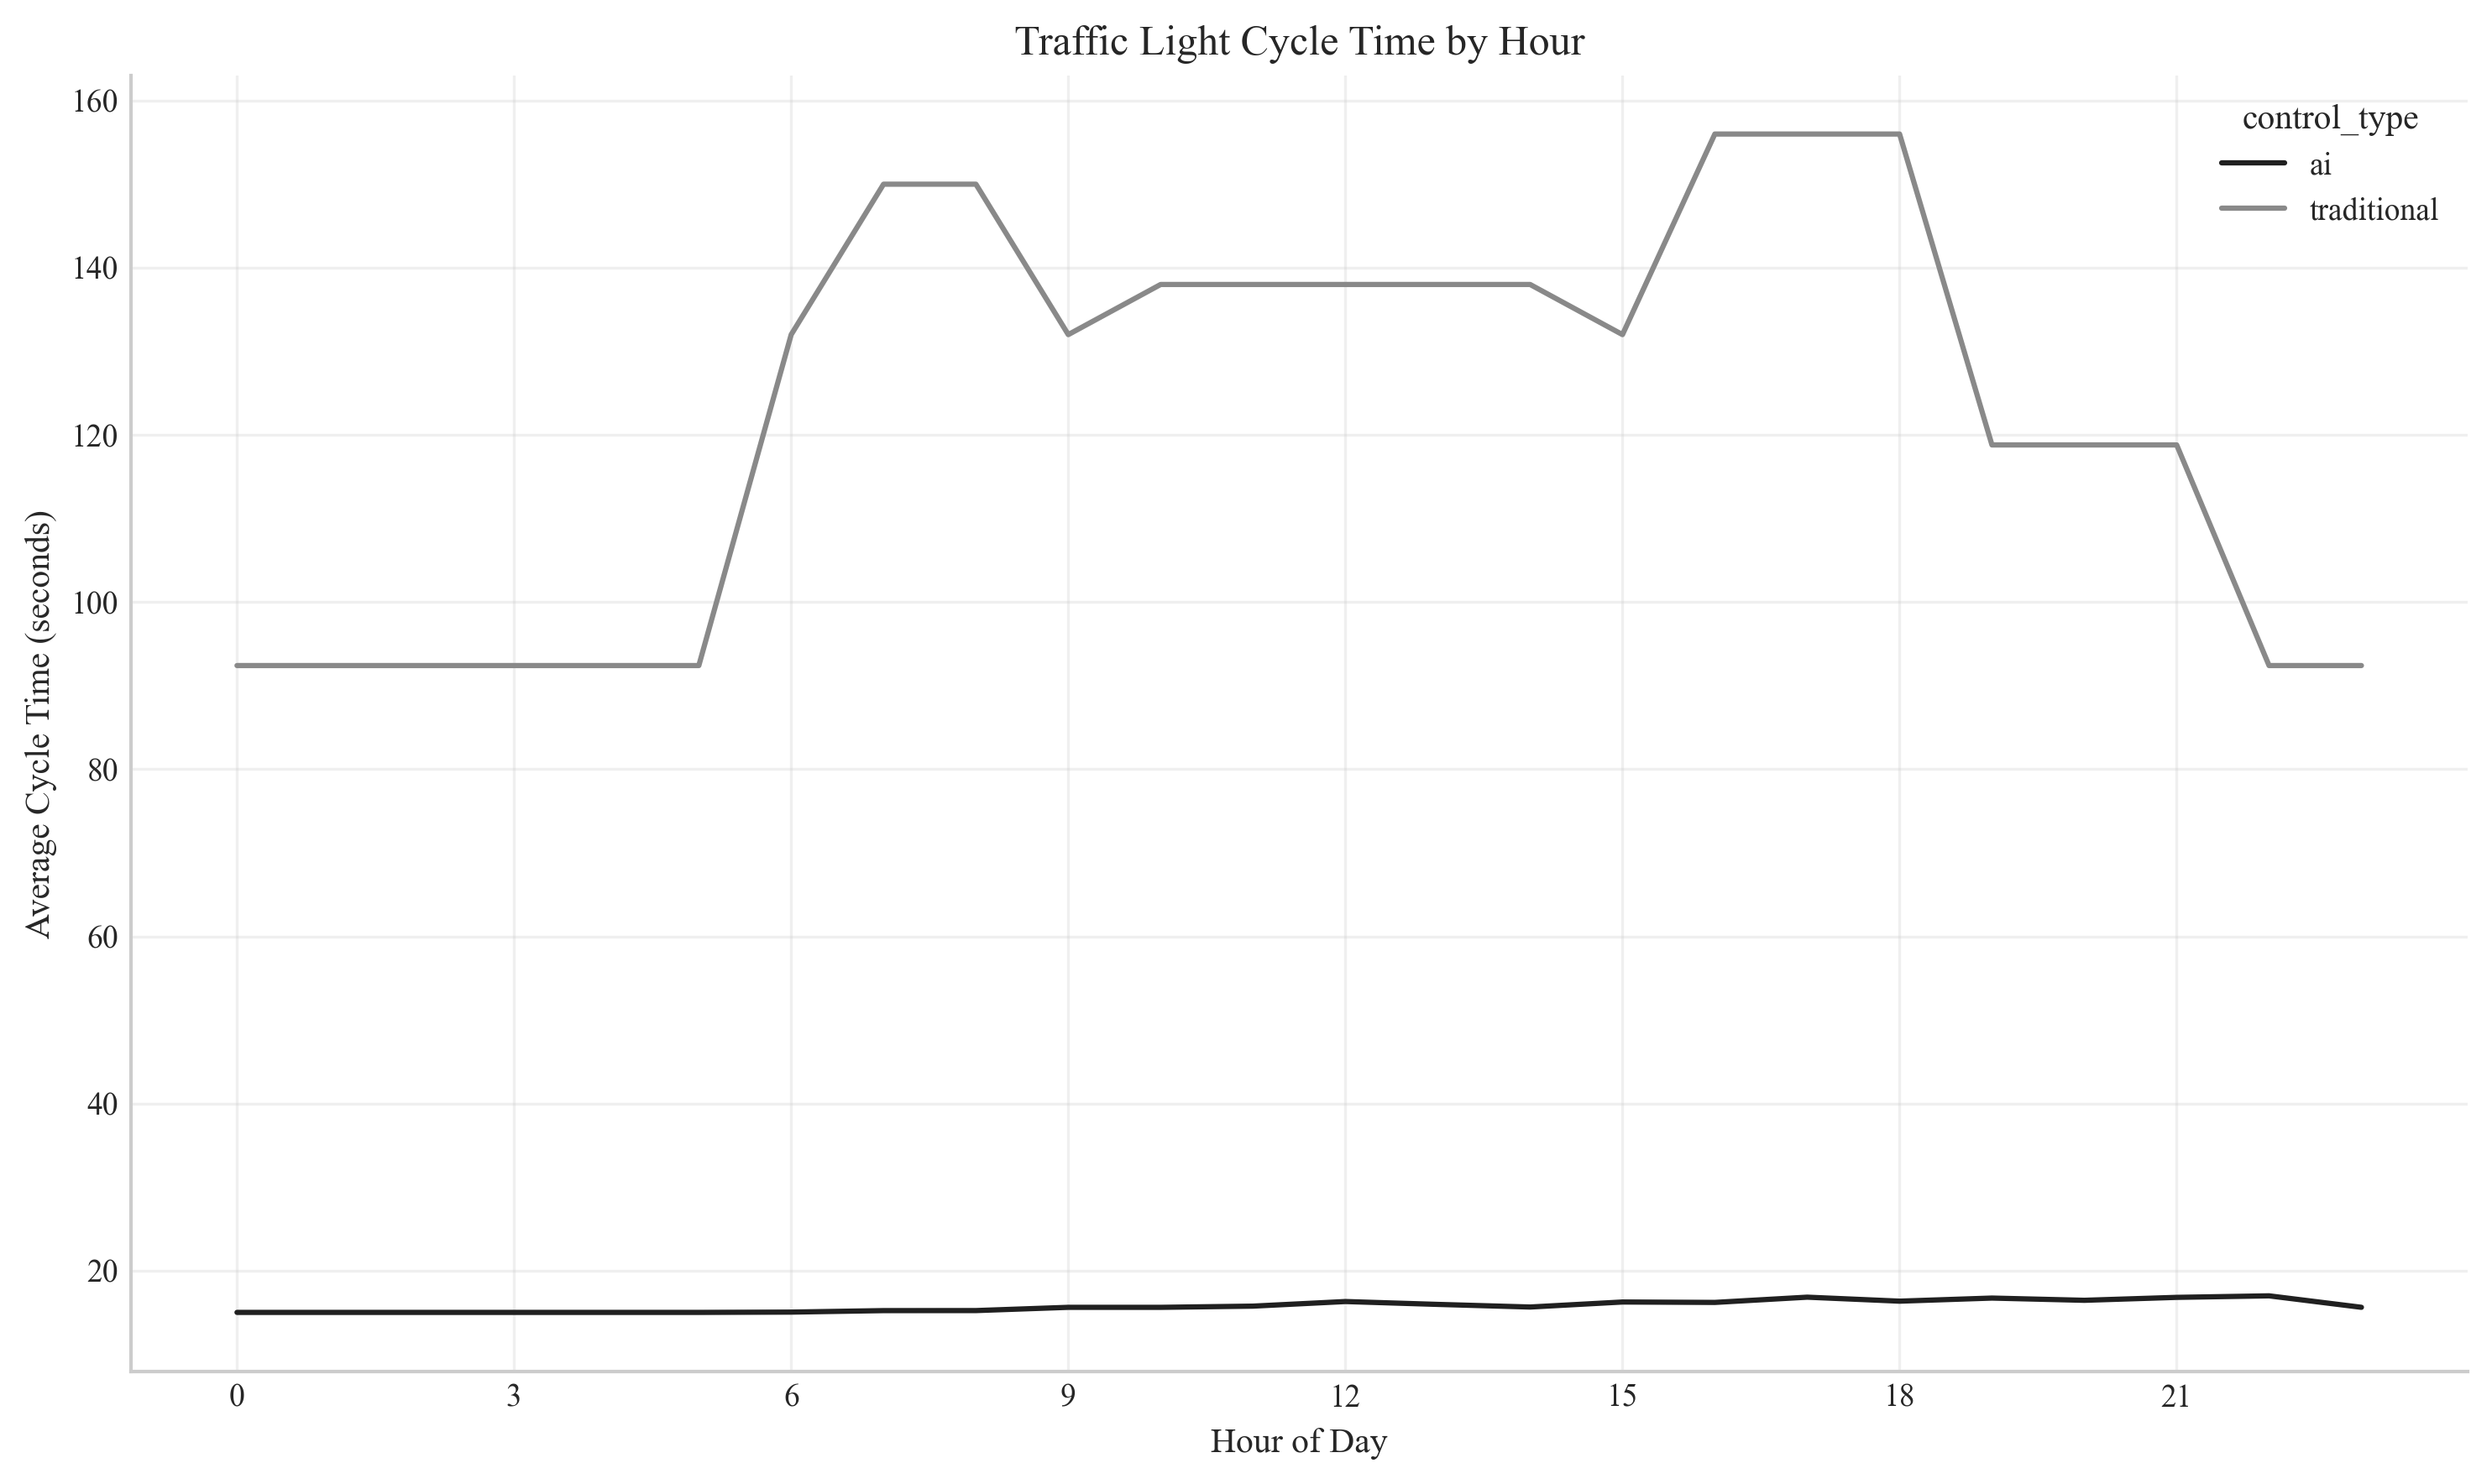 Traffic Light Cycle Time by Hour
control_type
ai
traditional
Average Cycle Time (seconds)
160
140
120
100
80
60
40
20
0 3 6 9 12 15 18 21
Hour of Day